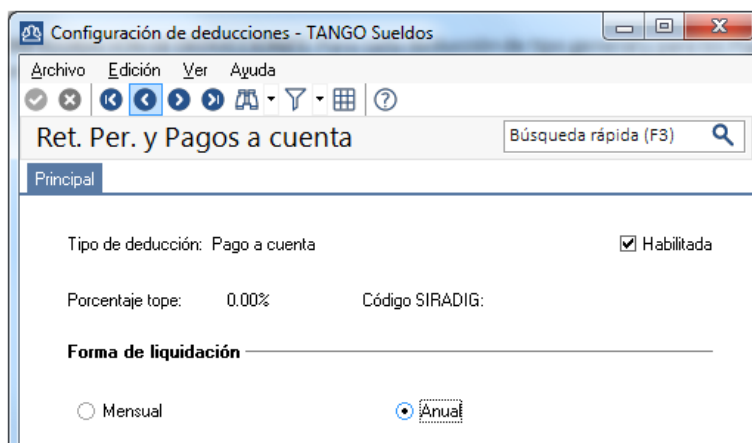 Configuración de deducciones - TANGO Sueldos
Archivo Edición Ver Ayuda
Ret. Per. y Pagos a cuenta
Búsqueda rápida (F3)
Principal
Tipo de deducción: Pago a cuenta
Habilitada
Porcentaje tope: 0.00% Código SIRADIG:
Forma de liquidación
Mensual Anual